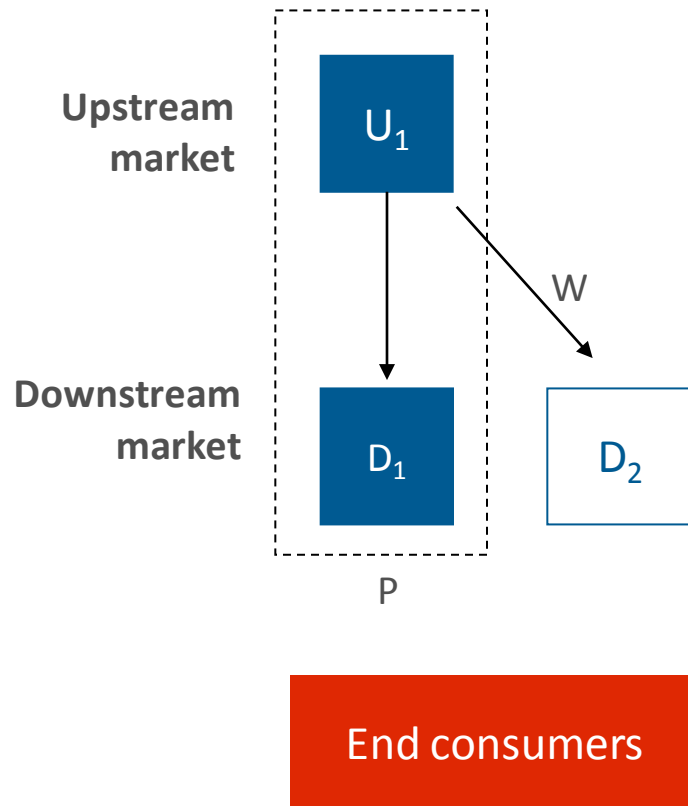 Upstream
market
U₁
W
Downstream
market
D₁
D₂
P
End consumers